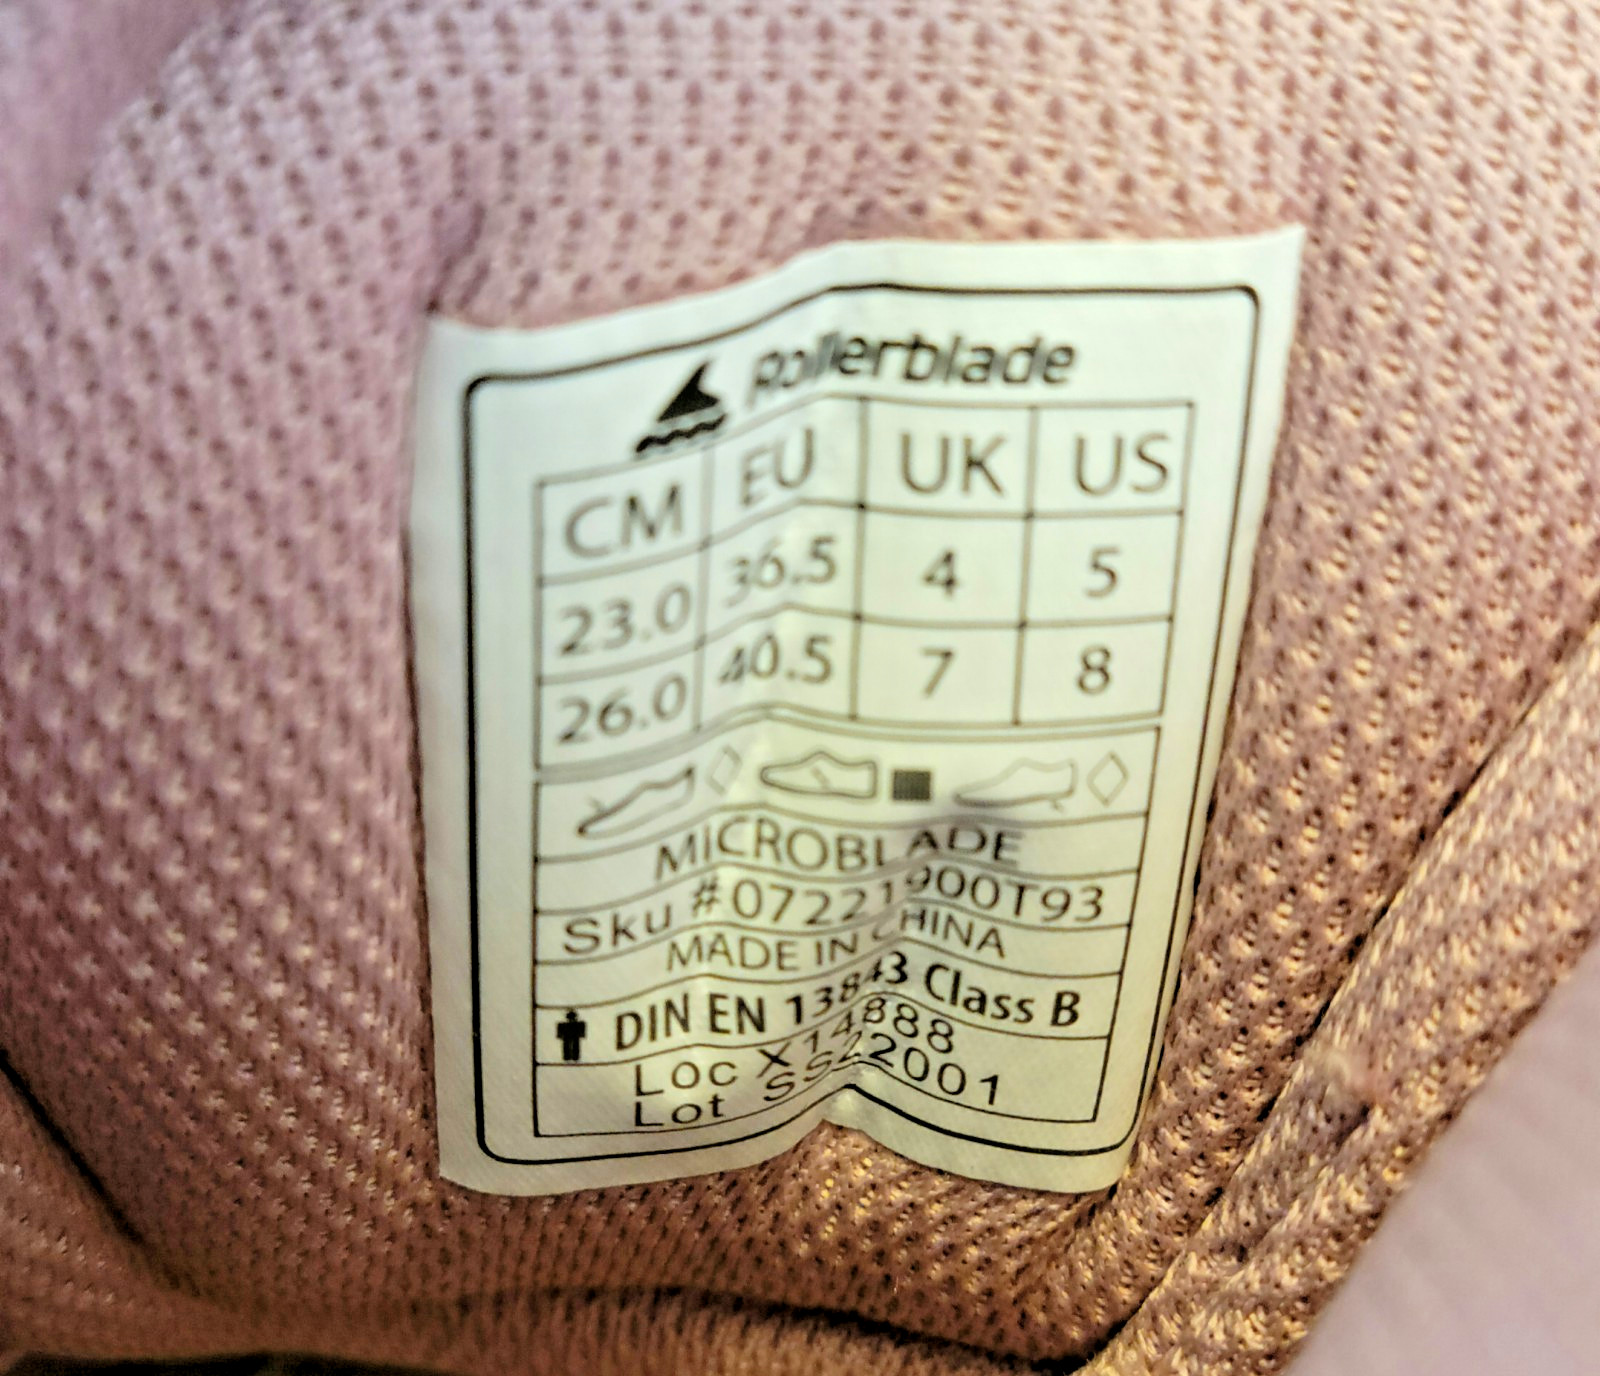 Rollerblade
CM EU UK US
23.0 36.5 4 5
26.0 40.5 7 8
MICROBLADE
Sku #07221900T93
MADE IN CHINA
DIN EN 13843 Class B
Loc X14888
Lot SS22001